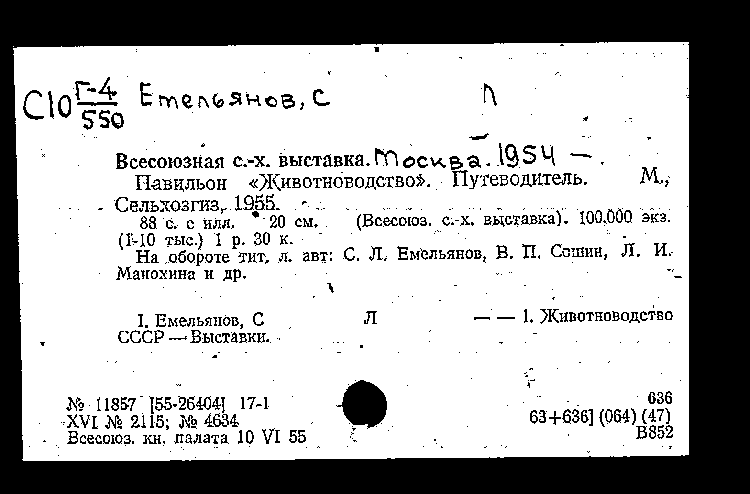 С10 Г-4/550 Емельянов, С Л
Всесоюзная с.-х. выставка. Москва. 1954 — .
Павильон «Животноводство». Путеводитель. М.,
Сельхозгиз, 1955.
88 с. с илл. 20 см. (Всесоюз. с.-х. выставка). 100.000 экз.
(1-10 тыс.) 1 р. 30 к.
На обороте тит. л. авт: С. Л. Емельянов, В. П. Сошин, Л. И.
Манохина и др.
I. Емельянов, С Л — — 1. Животноводство
СССР — Выставки.
№ 11857 [55-26404] 17-1 636
XVI № 2115; № 4634 63+636] (064) (47)
Всесоюз. кн. палата 10 VI 55 В852